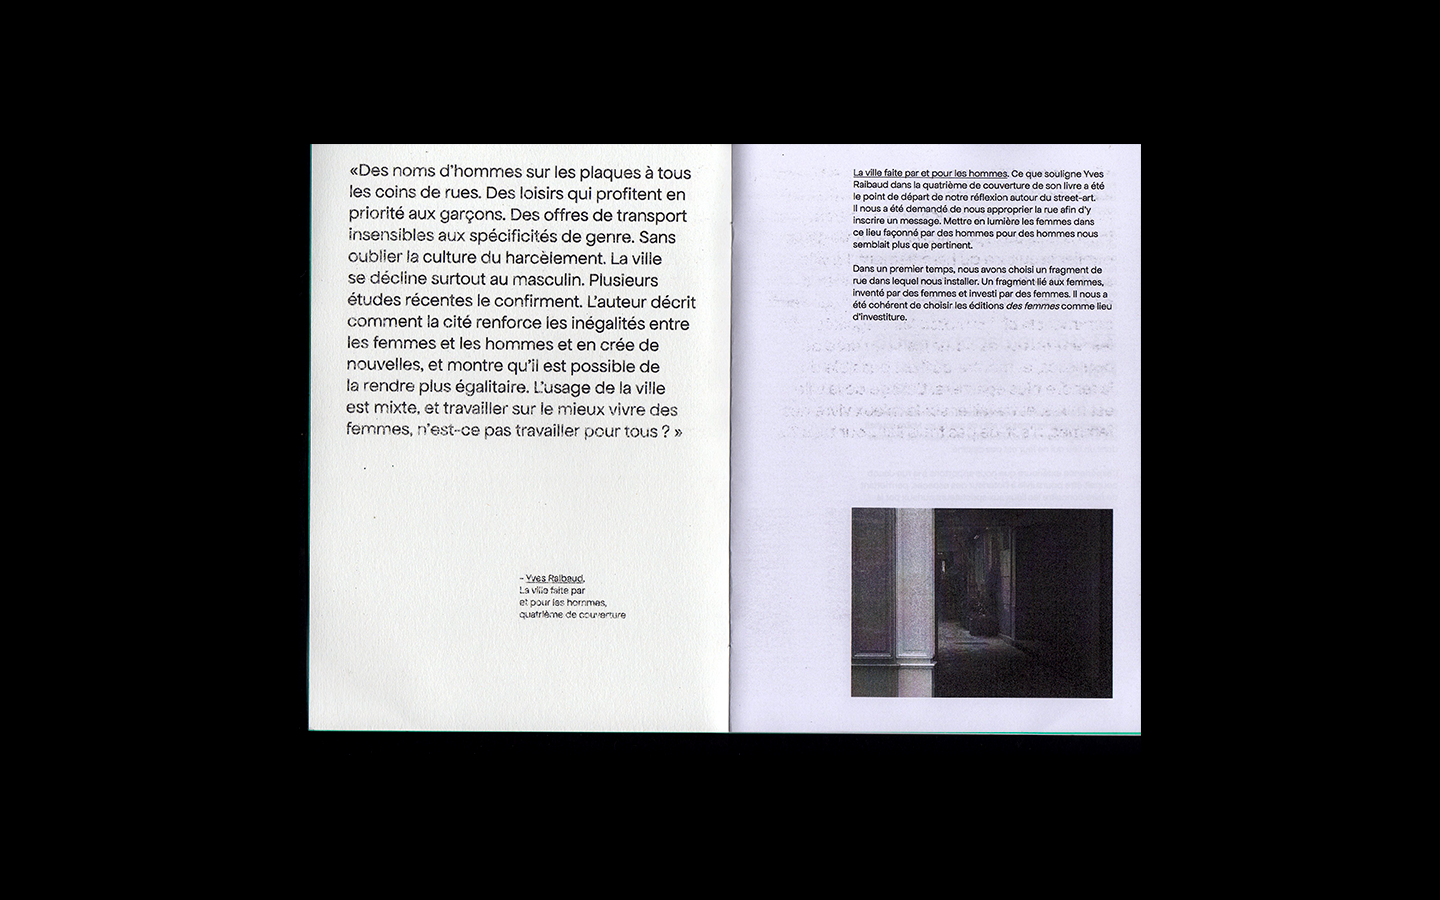 «Des noms d'hommes sur les plaques à tous
les coins de rues. Des loisirs qui profitent en
priorité aux garçons. Des offres de transport
insensibles aux spécificités de genre. Sans
oublier la culture du harcèlement. La ville
se décline surtout au masculin. Plusieurs
études récentes le confirment. L'auteur décrit
comment la cité renforce les inégalités entre
les femmes et les hommes et en crée de
nouvelles, et montre qu'il est possible de
la rendre plus égalitaire. L'usage de la ville
est mixte, et travailler sur le mieux vivre des
femmes, n'est-ce pas travailler pour tous ? »
- Yves Raibaud,
La ville faite par
et pour les hommes,
quatrième de couverture
La ville faite par et pour les hommes. Ce que souligne Yves
Raibaud dans la quatrième de couverture de son livre a été
le point de départ de notre réflexion autour du street-art.
Il nous a été demandé de nous approprier la rue afin d'y
inscrire un message. Mettre en lumière les femmes dans
ce lieu façonné par des hommes pour des hommes nous
semblait plus que pertinent.
Dans un premier temps, nous avons choisi un fragment de
rue dans lequel nous installer. Un fragment lié aux femmes,
inventé par des femmes et investi par des femmes. Il nous a
été cohérent de choisir les éditions des femmes comme lieu
d'investiture.